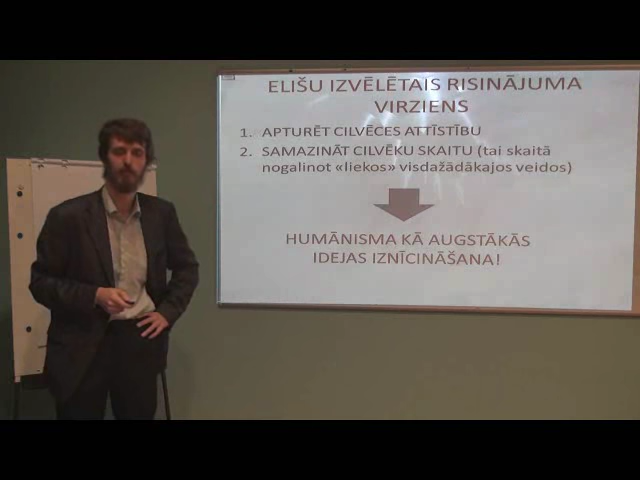 ELIŠU IZVĒLĒTAIS RISINĀJUMA
VIRZIENS
1. APTURĒT CILVĒCES ATTĪSTĪBU
2. SAMAZINĀT CILVĒKU SKAITU (tai skaitā
nogalinot «liekos» visdažādākajos veidos)
HUMĀNISMA KĀ AUGSTĀKĀS
IDEJAS IZNĪCINĀŠANA!